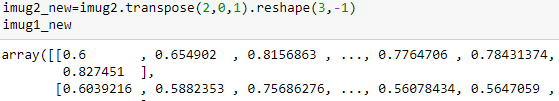 imug2_new=imug2.transpose(2,0,1).reshape(3,-1)
imug1_new
array([[0.6       , 0.654902  , 0.8156863 , ..., 0.7764706 , 0.78431374,
0.827451  ],
[0.6039216 , 0.5882353 , 0.75686276, ..., 0.56078434, 0.5647059 ,